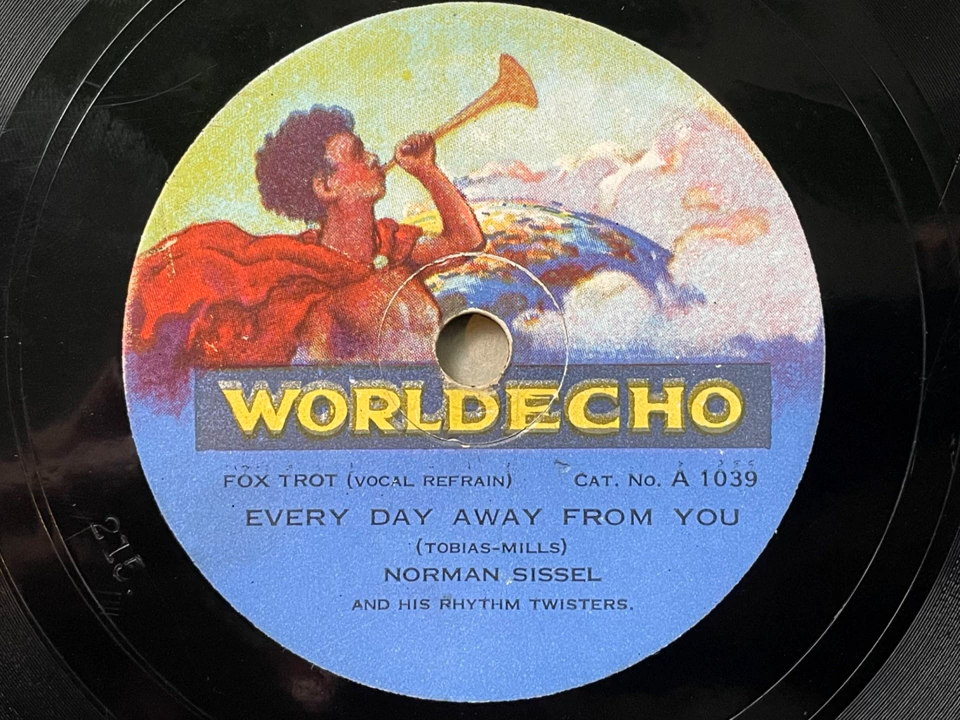 WORLDECHO
FOX TROT (VOCAL REFRAIN) CAT. NO. A 1039
EVERY DAY AWAY FROM YOU
(TOBIAS-MILLS)
NORMAN SISSEL
AND HIS RHYTHM TWISTERS.